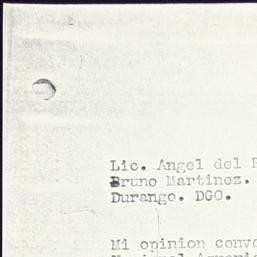 Lic. Angel del
Bruno Martinez.
Durango. DGO.
Mi opinion conv